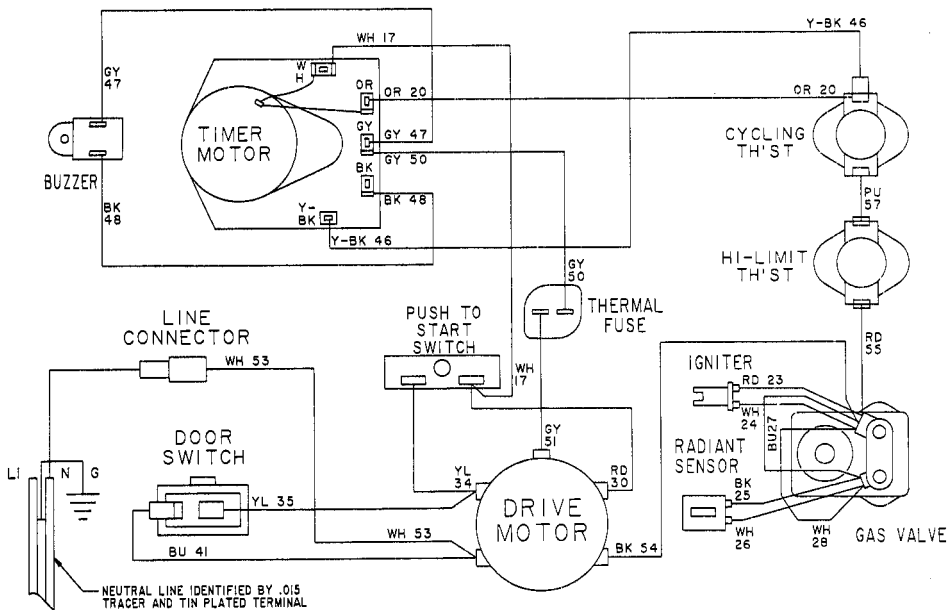 Y-BK 46
WH 17
GY
47
W
H
OR
OR 20
OR 20
TIMER
MOTOR
GY
GY 47
GY 50
CYCLING
TH'ST
BUZZER
BK
BK 48
BK
48
Y-
BK
Y-BK 46
PU
57
HI-LIMIT
TH'ST
GY
50
THERMAL
FUSE
LINE
CONNECTOR
PUSH TO
START
SWITCH
WH 53
WH
17
RD
55
IGNITER
RD 23
WH
24
BU27
DOOR
SWITCH
GY
51
RADIANT
SENSOR
L1
N
G
YL
34
RD
30
BK
25
YL 35
DRIVE
MOTOR
WH 53
WH
26
WH
28
GAS VALVE
BU 41
BK 54
NEUTRAL LINE IDENTIFIED BY .015
TRACER AND TIN PLATED TERMINAL